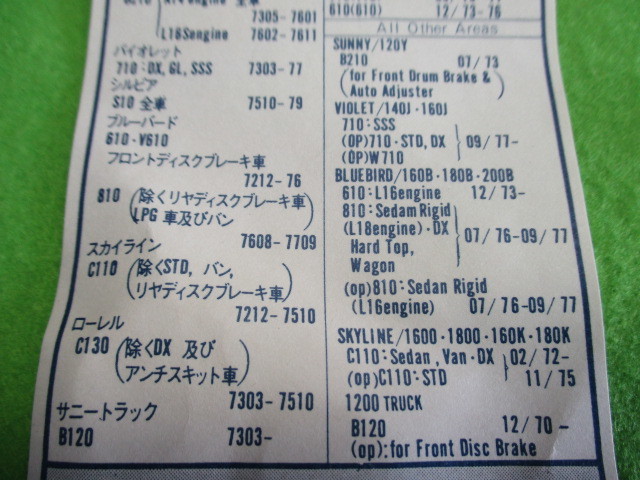 engine 全車
7305-7601
L16Sengine 7602-7611
バイオレット
710:DX,GL,SSS 7303-77
シルビア
S10 全車 7510-79
ブルーバード
610・V610
フロントディスクブレーキ車
7212-76
810 (除くリヤディスクブレーキ車
LPG 車及びバン)
7608-7709
スカイライン
C110 (除くSTD, バン,
リヤディスクブレーキ車)
7212-7510
ローレル
C130 (除くDX 及び
アンチスキット車)
7303-7510
サニートラック
B120 7303-
610(610) 12/73-76
All Other Areas
SUNNY/120Y
B210 07/73
(for Front Drum Brake &
Auto Adjuster)
VIOLET/140J・160J
710:SSS
(OP)710・STD,DX
(OP)W710
09/77-
BLUEBIRD/160B・180B・200B
610:L16engine 12/73-
810:Sedam Rigid
(L18engine)・DX
Hard Top,
Wagon
07/76-09/77
(op)810:Sedan Rigid
(L16engine) 07/76-09/77
SKYLINE/1600・1800・160K・180K
C110:Sedan,Van・DX 02/72-
(op)C110:STD 11/75
1200 TRUCK
B120 12/70-
(op):for Front Disc Brake